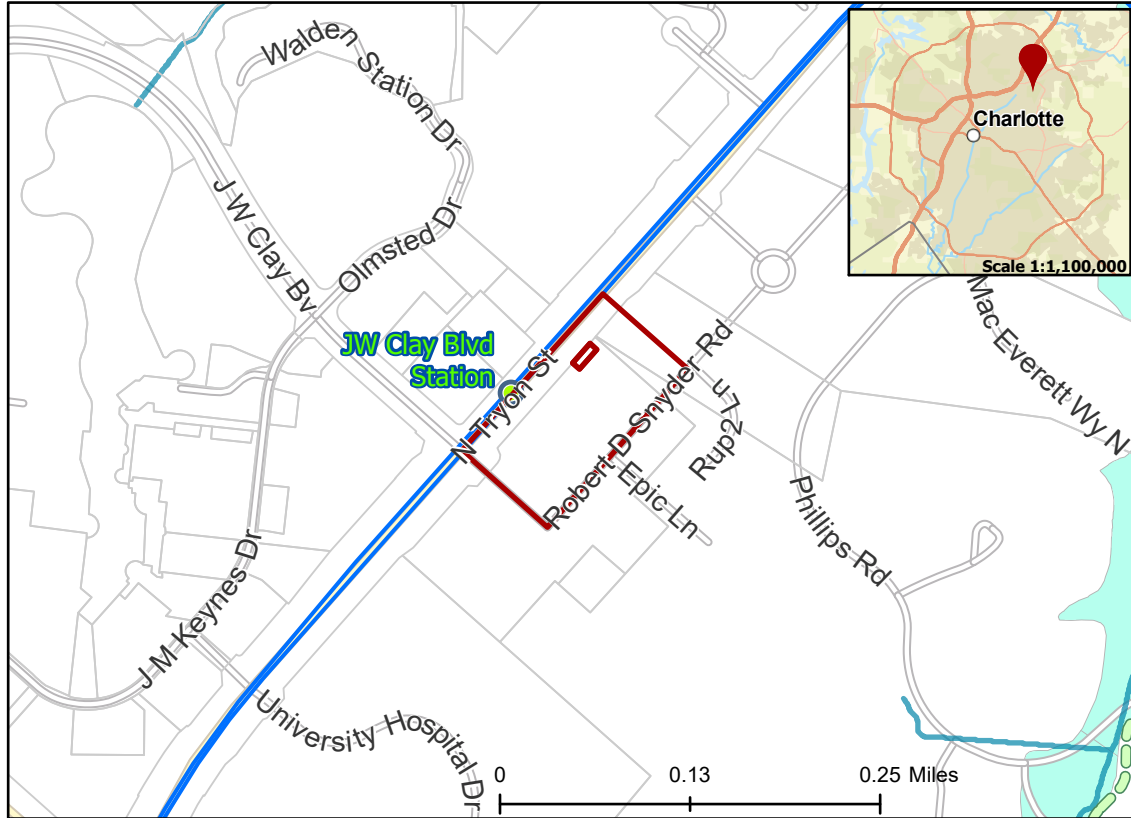 Walden Station Dr
Charlotte
Scale 1:1,100,000
J W Clay Bv
Olmsted Dr
Mac Everett Wy N
JW Clay Blvd
Station
N Tryon St
Robert D Snyder Rd
Rup2 Ln
Epic Ln
Phillips Rd
J M Keynes Dr
University Hospital Dr
0 0.13 0.25 Miles